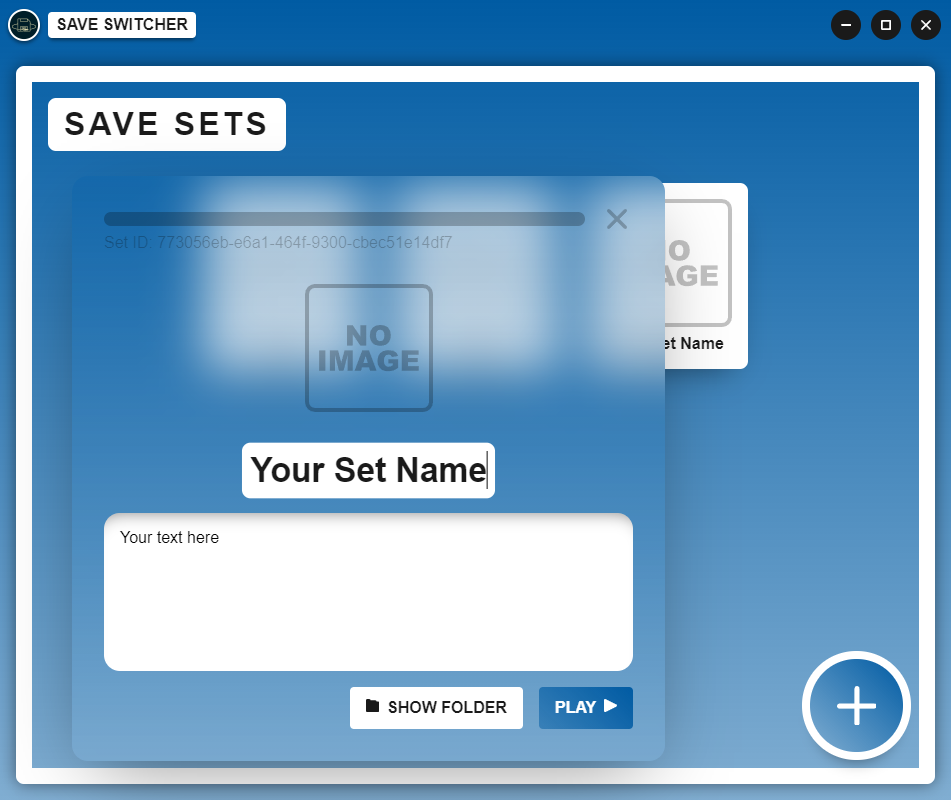 SAVE SWITCHER
SAVE SETS
Set ID: 773056eb-e6a1-464f-9300-cbec51e14df7
NO
IMAGE
Your Set Name
Your text here
SHOW FOLDER
PLAY
O
AGE
et Name